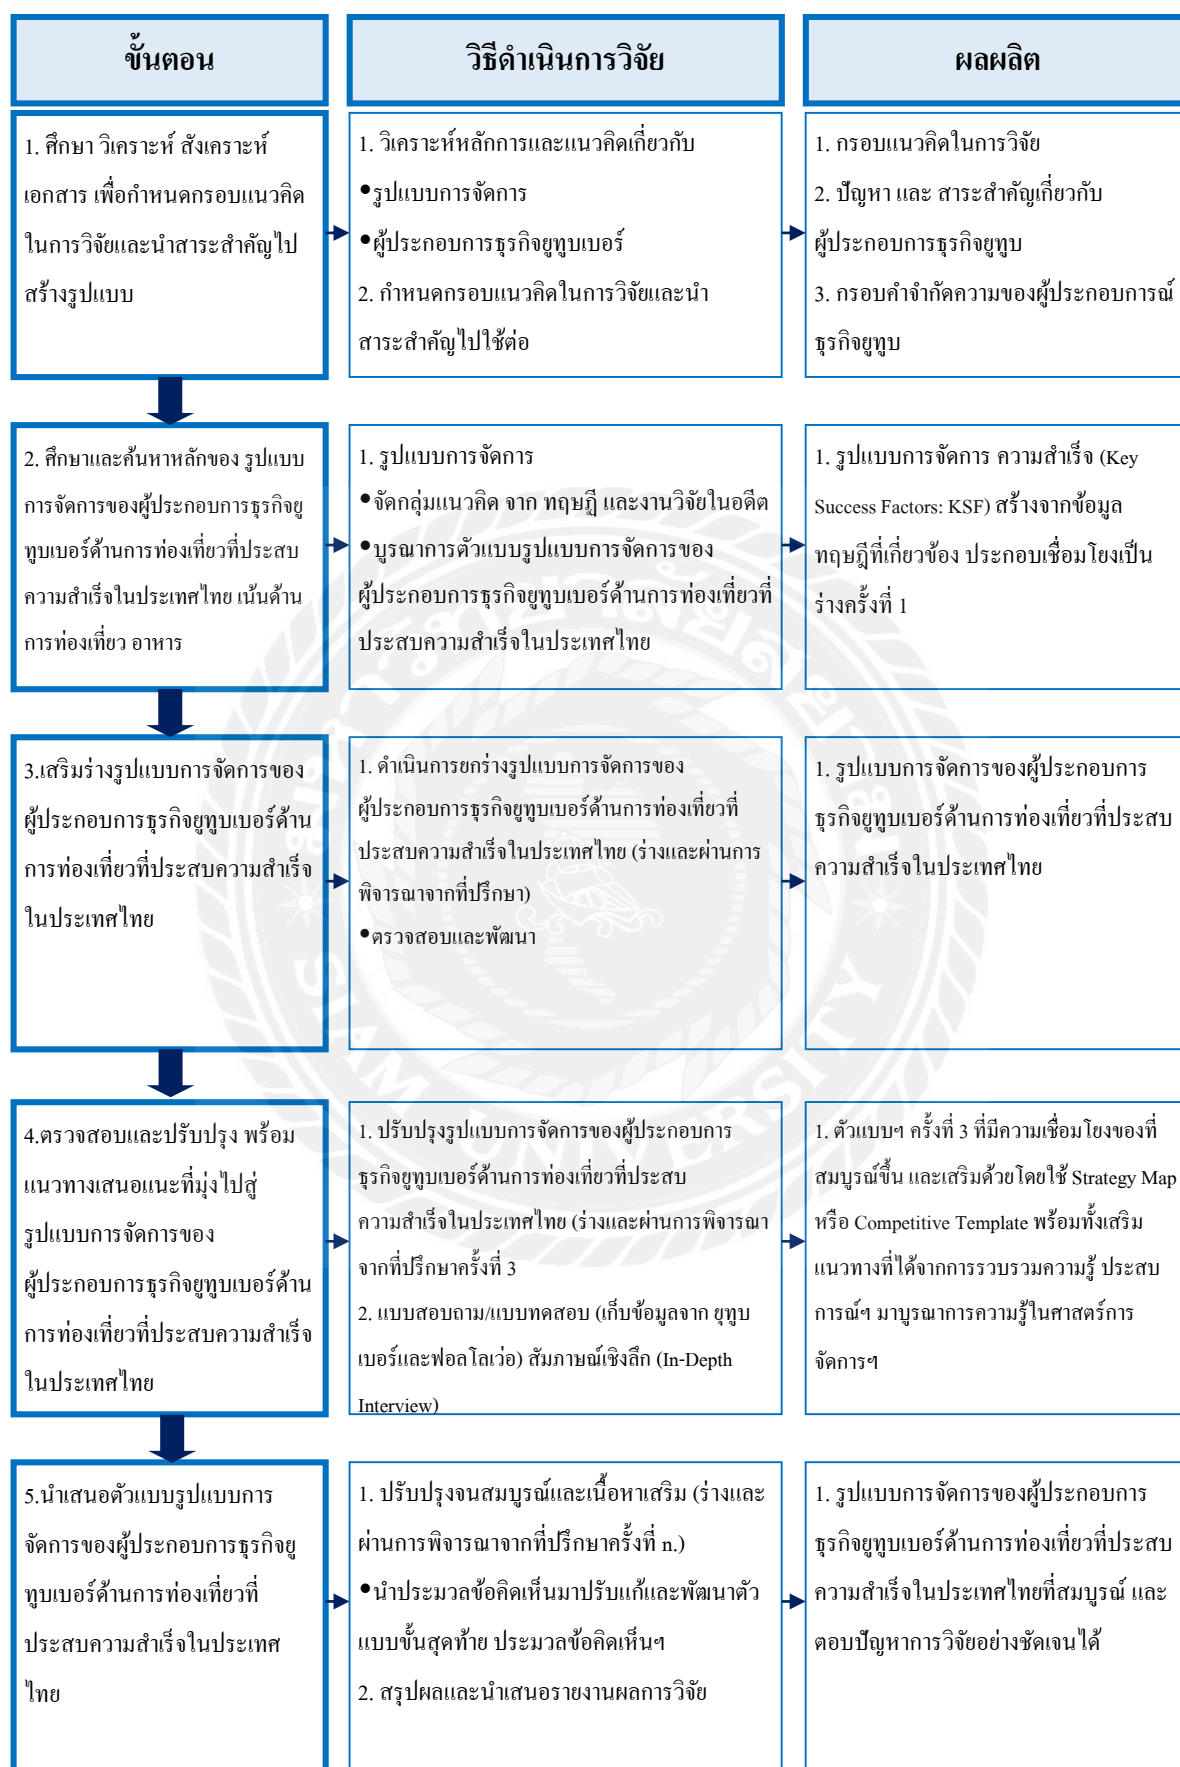 ขั้นตอน
วิธีดำเนินการวิจัย
ผลผลิต
1. ศึกษา วิเคราะห์ สังเคราะห์
เอกสาร เพื่อกำหนดกรอบแนวคิด
ในการวิจัยและนำสาระสำคัญไป
สร้างรูปแบบ
1. วิเคราะห์หลักการและแนวคิดเกี่ยวกับ
•รูปแบบการจัดการ
•ผู้ประกอบการธุรกิจยูทูบเบอร์
2. กำหนดกรอบแนวคิดในการวิจัยและนำ
สาระสำคัญไปใช้ต่อ
1. กรอบแนวคิดในการวิจัย
2. ปัญหา และ สาระสำคัญเกี่ยวกับ
ผู้ประกอบการธุรกิจยูทูบ
3. กรอบคำจำกัดความของผู้ประกอบการณ์
ธุรกิจยูทูบ
2. ศึกษาและค้นหาหลักของ รูปแบบ
การจัดการของผู้ประกอบการธุรกิจยู
ทูบเบอร์ด้านการท่องเที่ยวที่ประสบ
ความสำเร็จในประเทศไทย เน้นด้าน
การท่องเที่ยว อาหาร
1. รูปแบบการจัดการ
•จัดกลุ่มแนวคิด จาก ทฤษฏี และงานวิจัยในอดีต
•บูรณาการตัวแบบรูปแบบการจัดการของ
ผู้ประกอบการธุรกิจยูทูบเบอร์ด้านการท่องเที่ยวที่
ประสบความสำเร็จในประเทศไทย
1. รูปแบบการจัดการ ความสำเร็จ (Key
Success Factors: KSF) สร้างจากข้อมูล
ทฤษฎีที่เกี่ยวข้อง ประกอบเชื่อมโยงเป็น
ร่างครั้งที่ 1
3.เสริมร่างรูปแบบการจัดการของ
ผู้ประกอบการธุรกิจยูทูบเบอร์ด้าน
การท่องเที่ยวที่ประสบความสำเร็จ
ในประเทศไทย
1. ดำเนินการยกร่างรูปแบบการจัดการของ
ผู้ประกอบการธุรกิจยูทูบเบอร์ด้านการท่องเที่ยวที่
ประสบความสำเร็จในประเทศไทย (ร่างและผ่านการ
พิจารณาจากที่ปรึกษา)
•ตรวจสอบและพัฒนา
1. รูปแบบการจัดการของผู้ประกอบการ
ธุรกิจยูทูบเบอร์ด้านการท่องเที่ยวที่ประสบ
ความสำเร็จในประเทศไทย
4.ตรวจสอบและปรับปรุง พร้อม
แนวทางเสนอแนะที่มุ่งไปสู่
รูปแบบการจัดการของ
ผู้ประกอบการธุรกิจยูทูบเบอร์ด้าน
การท่องเที่ยวที่ประสบความสำเร็จ
ในประเทศไทย
1. ปรับปรุงรูปแบบการจัดการของผู้ประกอบการ
ธุรกิจยูทูบเบอร์ด้านการท่องเที่ยวที่ประสบ
ความสำเร็จในประเทศไทย (ร่างและผ่านการพิจารณา
จากที่ปรึกษาครั้งที่ 3
2. แบบสอบถาม/แบบทดสอบ (เก็บข้อมูลจาก ยูทูบ
เบอร์และฟอลโลเว่อ) สัมภาษณ์เชิงลึก (In-Depth
Interview)
1. ตัวแบบฯ ครั้งที่ 3 ที่มีความเชื่อมโยงของที่
สมบูรณ์ขึ้น และเสริมด้วยโดยใช้ Strategy Map
หรือ Competitive Template พร้อมทั้งเสริม
แนวทางที่ได้จากการรวบรวมความรู้ ประสบ
การณ์ฯ มาบูรณาการความรู้ในศาสตร์การ
จัดการฯ
5.นำเสนอตัวแบบรูปแบบการ
จัดการของผู้ประกอบการธุรกิจยู
ทูบเบอร์ด้านการท่องเที่ยวที่
ประสบความสำเร็จในประเทศ
ไทย
1. ปรับปรุงจนสมบูรณ์และเนื้อหาเสริม (ร่างและ
ผ่านการพิจารณาจากที่ปรึกษาครั้งที่ n.)
•นำประมวลข้อคิดเห็นมาปรับแก้และพัฒนาตัว
แบบขั้นสุดท้าย ประมวลข้อคิดเห็นฯ
2. สรุปผลและนำเสนอรายงานผลการวิจัย
1. รูปแบบการจัดการของผู้ประกอบการ
ธุรกิจยูทูบเบอร์ด้านการท่องเที่ยวที่ประสบ
ความสำเร็จในประเทศไทยที่สมบูรณ์ และ
ตอบปัญหาการวิจัยอย่างชัดเจนได้
มหาวิทยาลัยสยาม
SIAM UNIVERSITY